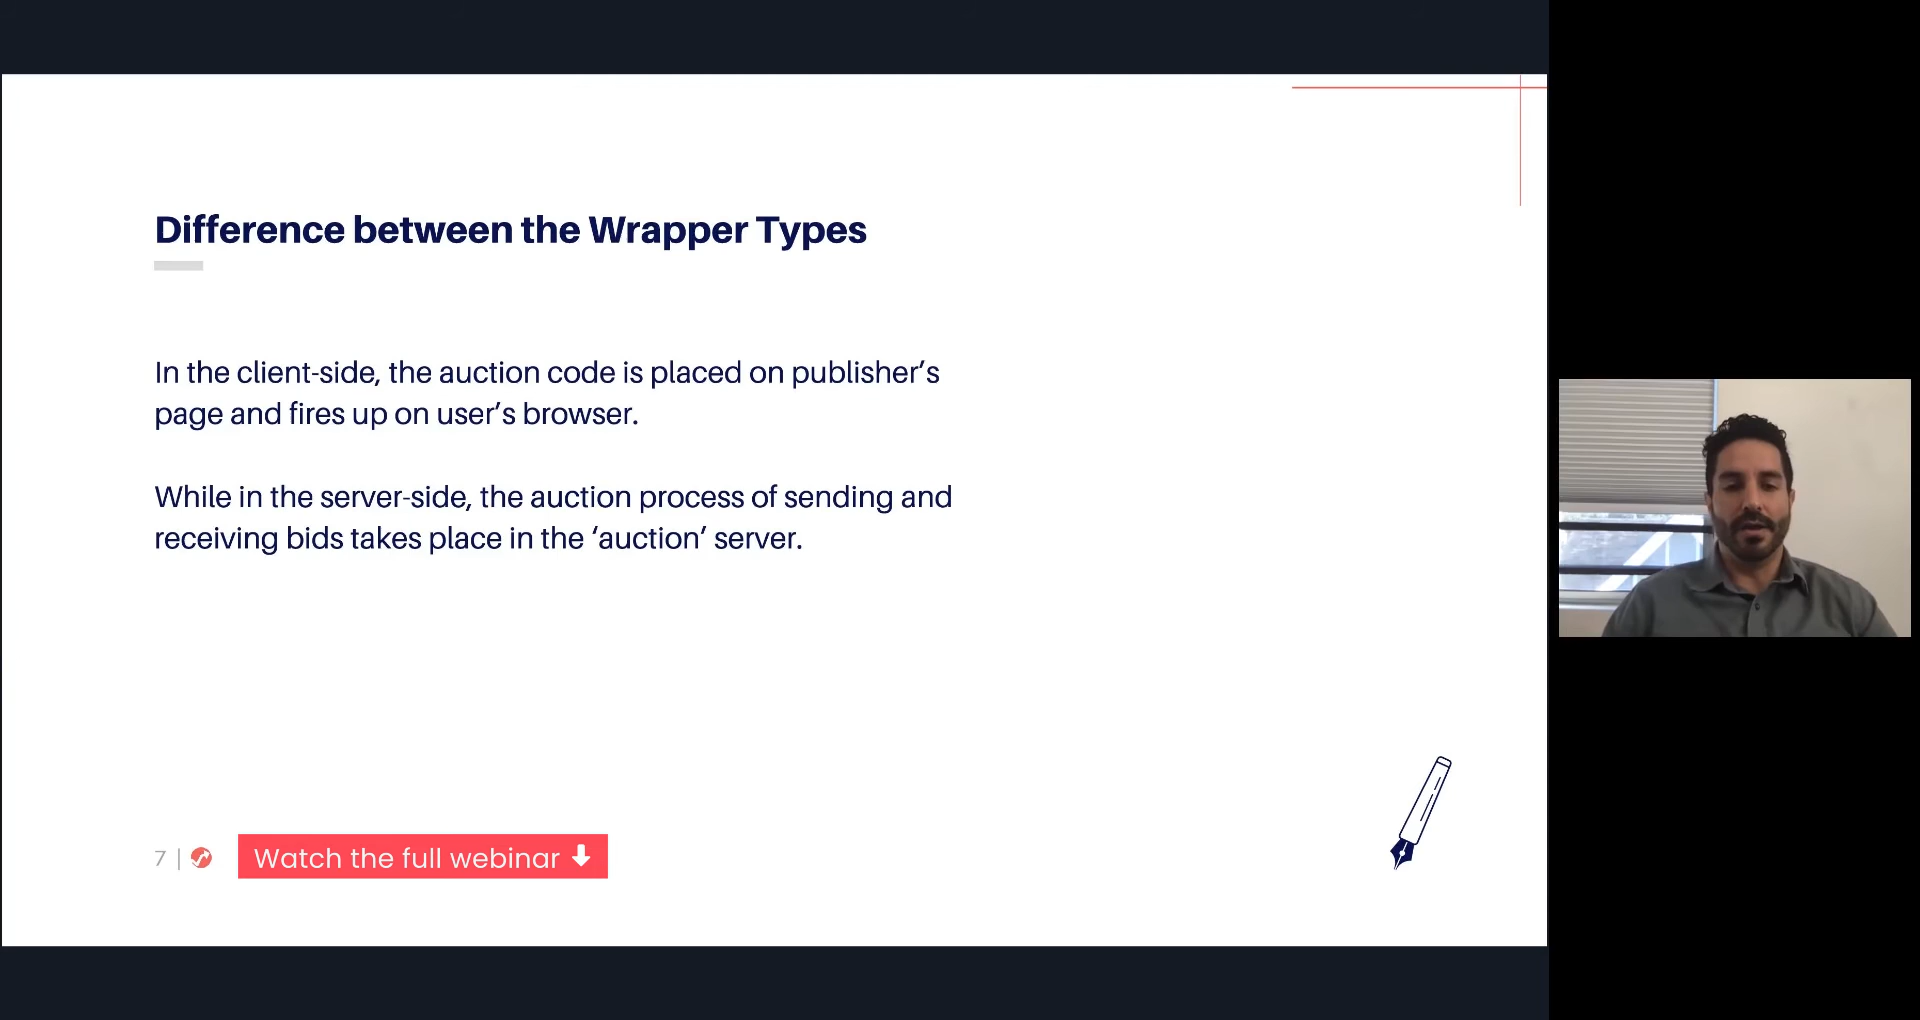 Difference between the Wrapper Types
In the client-side, the auction code is placed on publisher’s
page and fires up on user’s browser.
While in the server-side, the auction process of sending and
receiving bids takes place in the ‘auction’ server.
7 |
Watch the full webinar